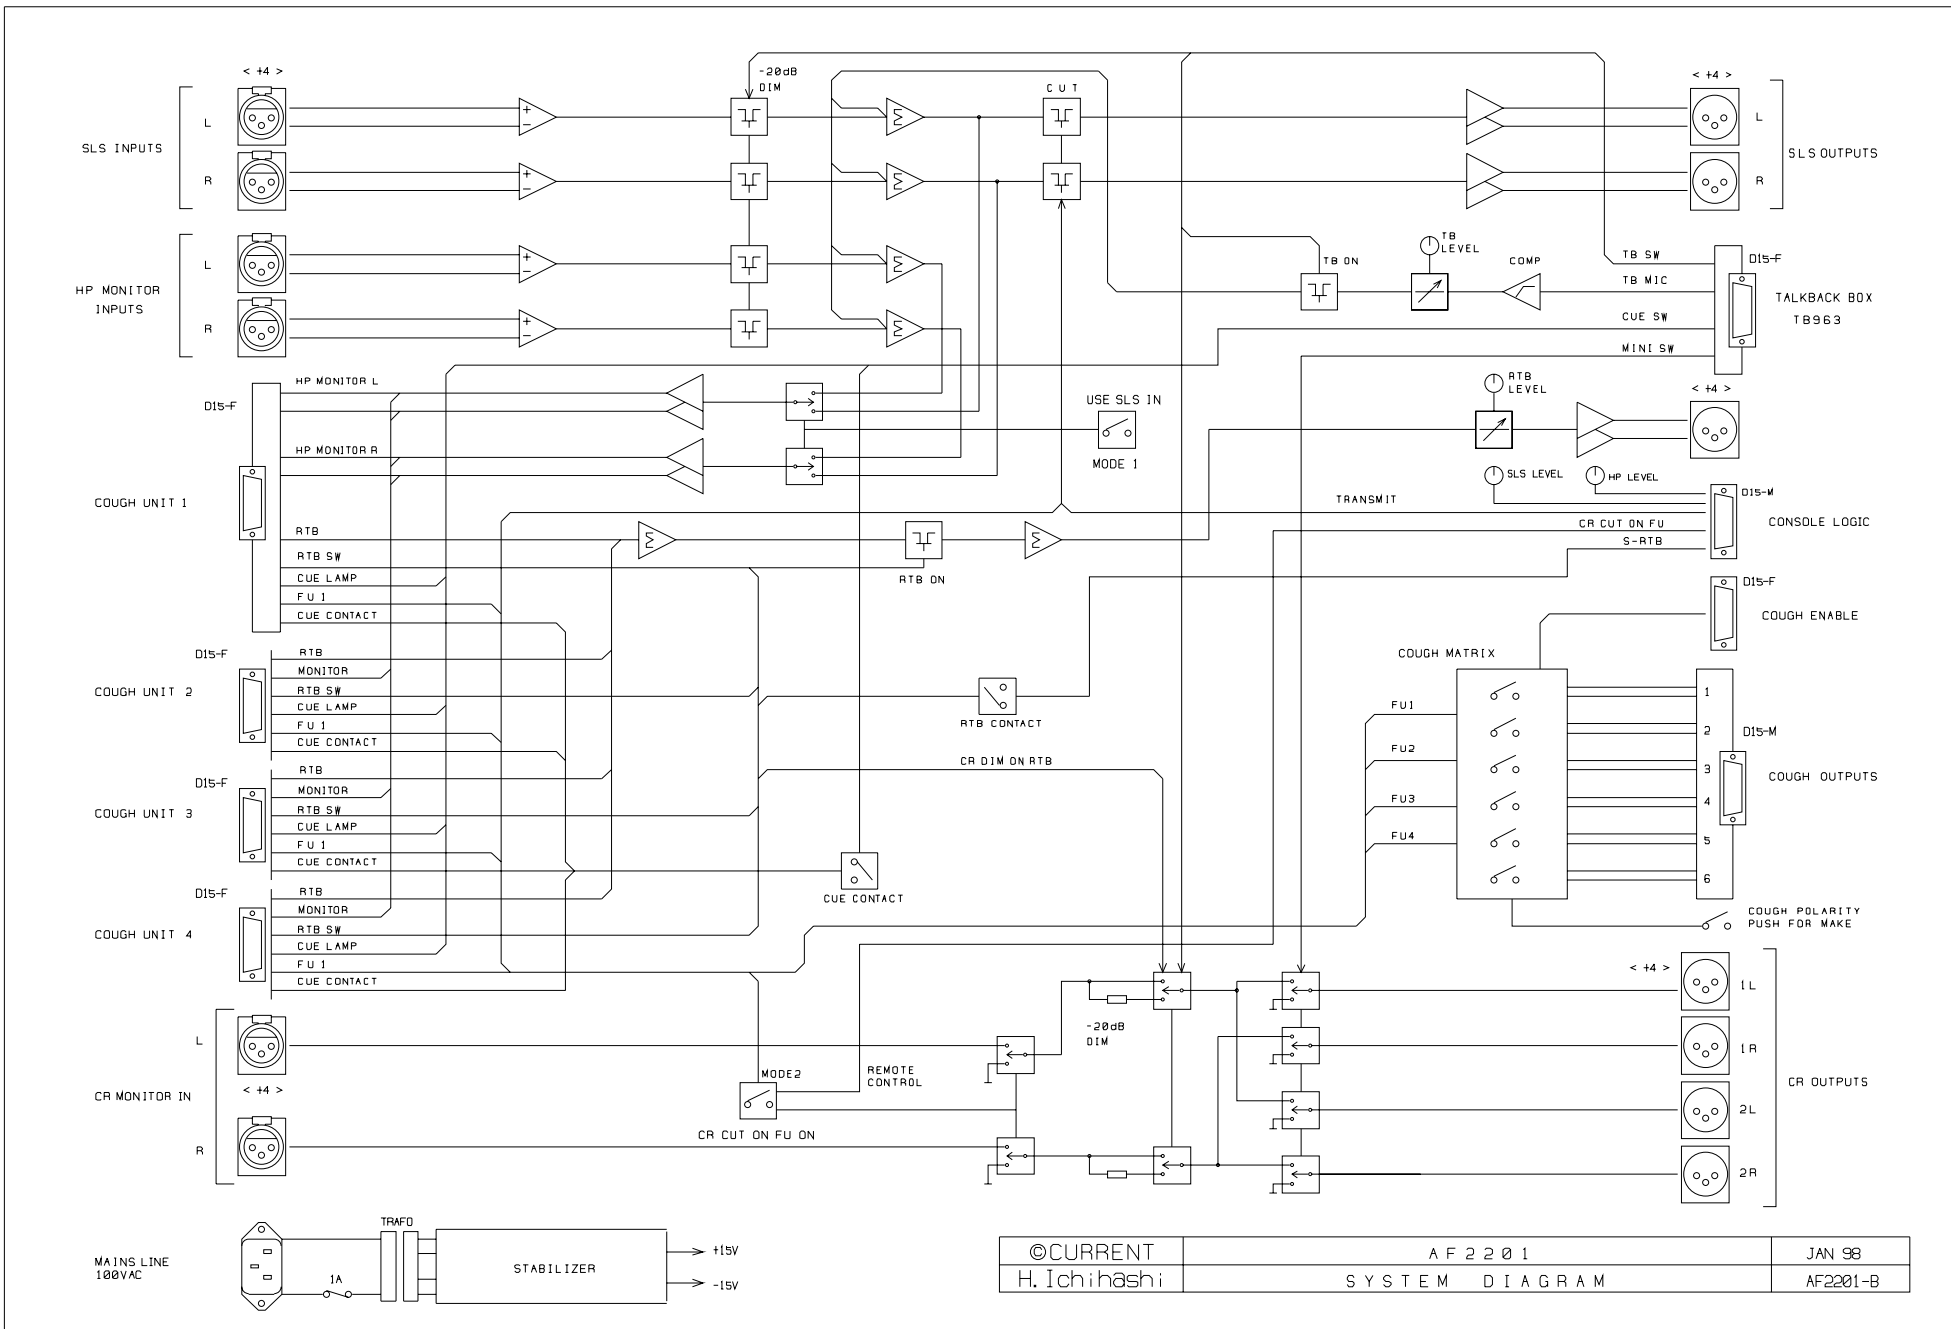 < +4 >
-20dB
DIM
CUT
< +4 >
L
SLS INPUTS
R
L
SLS OUTPUTS
R
HP MONITOR
INPUTS
L
R
TB ON
TB
LEVEL
COMP
TB SW
TB MIC
CUE SW
MINI SW
D15-F
TALKBACK BOX
TB963
D15-F
HP MONITOR L
HP MONITOR R
COUGH UNIT 1
RTB
RTB SW
CUE LAMP
FU 1
CUE CONTACT
USE SLS IN
MODE 1
RTB
LEVEL
< +4 >
SLS LEVEL
HP LEVEL
TRANSMIT
CR CUT ON FU
S-RTB
D15-M
CONSOLE LOGIC
RTB ON
D15-F
COUGH ENABLE
D15-F
COUGH UNIT 2
RTB
MONITOR
RTB SW
CUE LAMP
FU 1
CUE CONTACT
RTB CONTACT
COUGH MATRIX
FU1
FU2
FU3
FU4
1
2
3
4
5
6
D15-M
COUGH OUTPUTS
D15-F
COUGH UNIT 3
RTB
MONITOR
RTB SW
CUE LAMP
FU 1
CUE CONTACT
CR DIM ON RTB
CUE CONTACT
COUGH POLARITY
PUSH FOR MAKE
D15-F
COUGH UNIT 4
RTB
MONITOR
RTB SW
CUE LAMP
FU 1
CUE CONTACT
L
CR MONITOR IN
< +4 >
R
MODE2
REMOTE
CONTROL
CR CUT ON FU ON
-20dB
DIM
< +4 >
1L
1R
2L
2R
CR OUTPUTS
MAINS LINE
100VAC
1A
TRAFO
STABILIZER
+15V
-15V
©CURRENT
AF2201
JAN 98
H. Ichihashi
SYSTEM DIAGRAM
AF2201-B